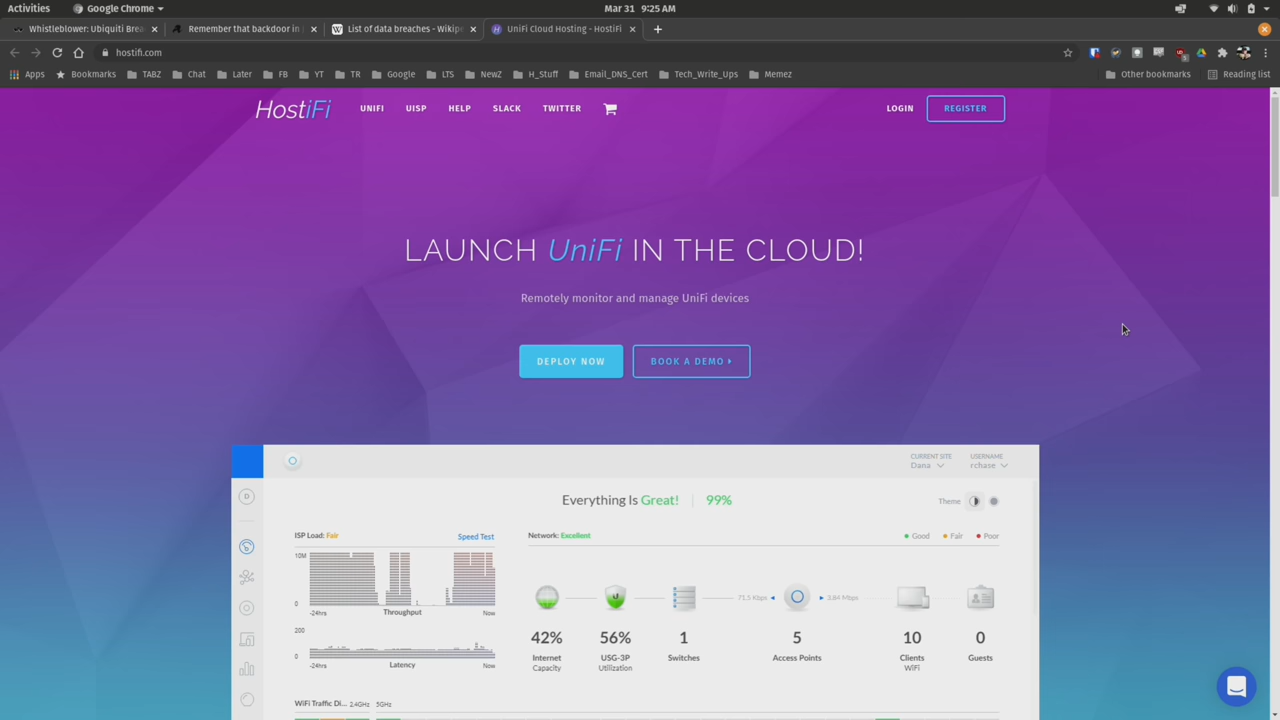 Activities
Google Chrome
Mar 31 9:25 AM
Whistleblower: Ubiquiti Brea
Remember that backdoor in
List of data breaches - Wikip
UniFi Cloud Hosting - HostiFi
hostifi.com
Apps
Bookmarks
TABZ
Chat
Later
FB
YT
TR
Google
LTS
NewZ
H_Stuff
Email_DNS_Cert
Tech_Write_Ups
Memez
Other bookmarks
Reading list
HostiFi
UNIFI
UISP
HELP
SLACK
TWITTER
LOGIN
REGISTER
LAUNCH UniFi IN THE CLOUD!
Remotely monitor and manage UniFi devices
DEPLOY NOW
BOOK A DEMO
CURRENT SITE
Dana
USERNAME
rchase
Everything Is Great! | 99%
Theme
ISP Load: Fair
Speed Test
Network: Excellent
Good
Fair
Poor
10M
0
-24hrs
Throughput
Now
200
0
-24hrs
Latency
Now
71.5 Kbps
3.84 Mbps
42%
Internet
Capacity
56%
USG-3P
Utilization
1
Switches
5
Access Points
10
Clients
WiFi
0
Guests
WiFi Traffic Di...
2.4GHz
5GHz